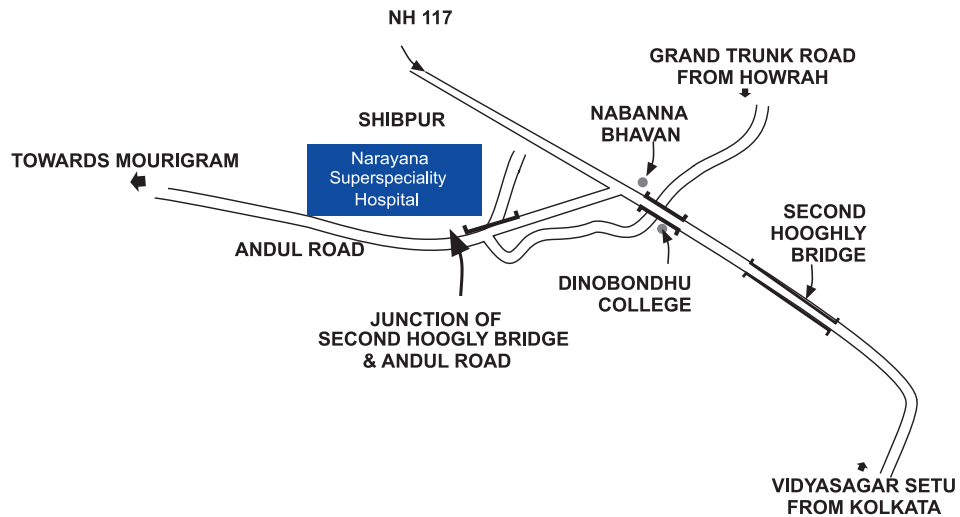 NH 117
GRAND TRUNK ROAD
FROM HOWRAH
NABANNA
BHAVAN
SHIBPUR
TOWARDS MOURIGRAM
Narayana
Superspeciality
Hospital
ANDUL ROAD
SECOND
HOOGHLY
BRIDGE
DINOBONDHU
COLLEGE
JUNCTION OF
SECOND HOOGLY BRIDGE
& ANDUL ROAD
VIDYASAGAR SETU
FROM KOLKATA